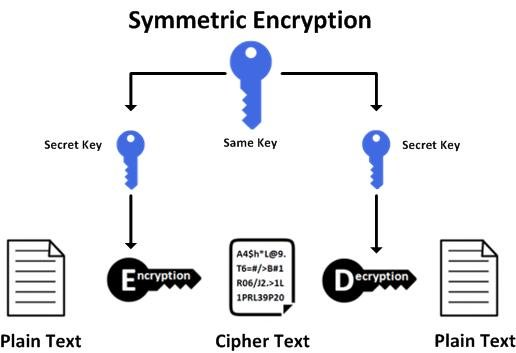 Symmetric Encryption
Secret Key
Same Key
Secret Key
Encryption
A4$h*L@9.
T6=#/>B#1
R06/J2.>1L
1PRL39P20
Decryption
Plain Text
Cipher Text
Plain Text